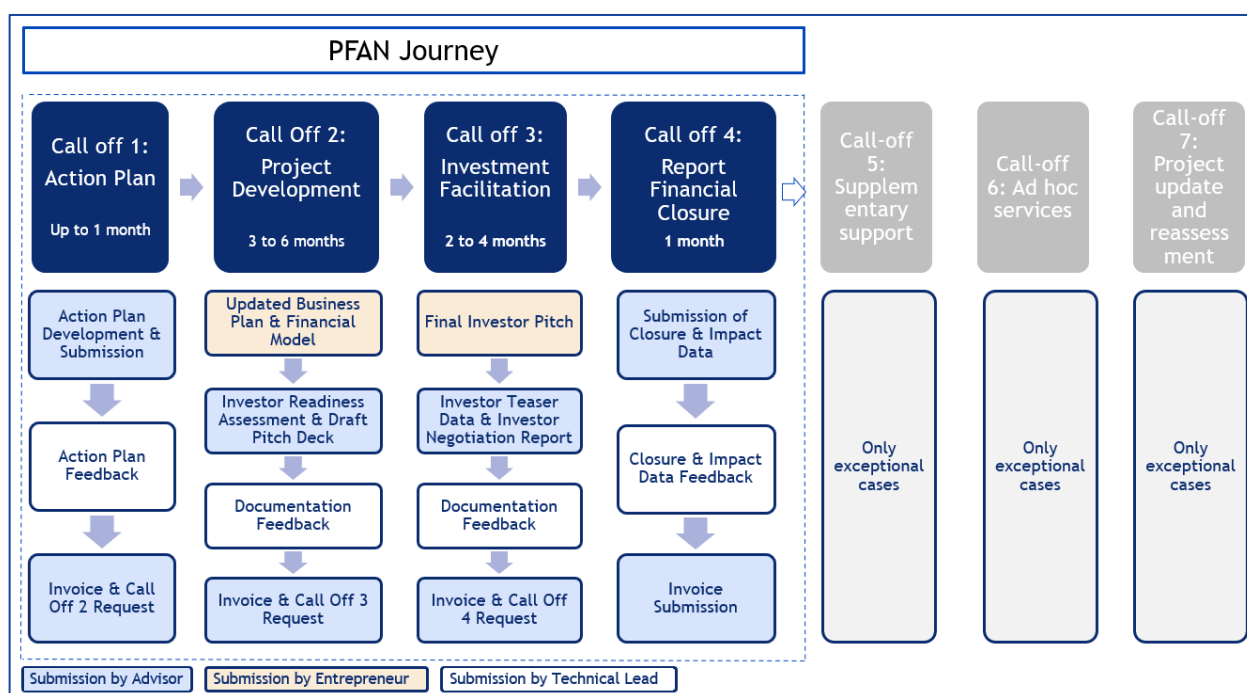 PFAN Journey
Call off 1:
Action Plan
Up to 1 month
Call Off 2:
Project
Development
3 to 6 months
Call off 3:
Investment
Facilitation
2 to 4 months
Call off 4:
Report
Financial
Closure
1 month
Call-off
5:
Supplem
entary
support
Call-off
6: Ad hoc
services
Call-off
7:
Project
update
and
reassess
ment
Action Plan
Development &
Submission
Action Plan
Feedback
Invoice & Call
Off 2 Request
Updated Business
Plan & Financial
Model
Investor Readiness
Assessment & Draft
Pitch Deck
Documentation
Feedback
Invoice & Call Off 3
Request
Final Investor Pitch
Investor Teaser
Data & Investor
Negotiation Report
Documentation
Feedback
Invoice & Call Off
4 Request
Submission of
Closure & Impact
Data
Closure & Impact
Data Feedback
Invoice
Submission
Only
exceptional
cases
Only
exceptional
cases
Only
exceptional
cases
Submission by Advisor
Submission by Entrepreneur
Submission by Technical Lead